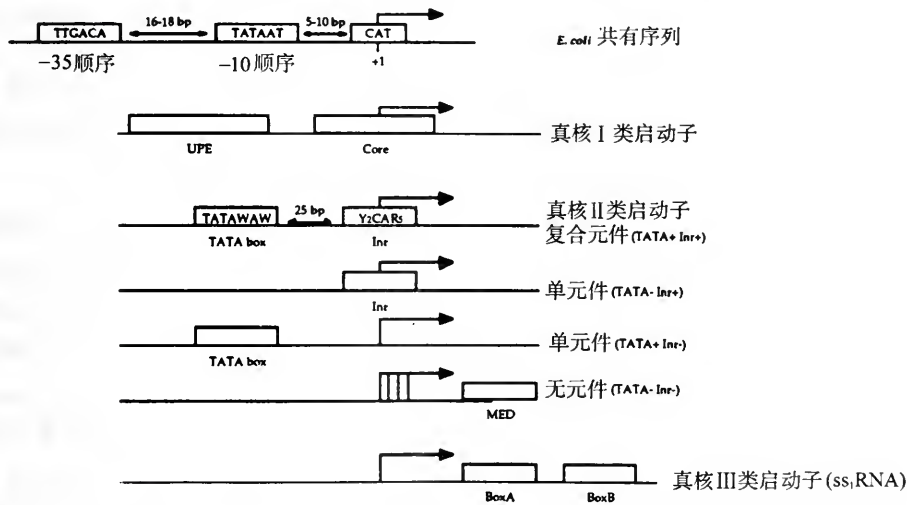 16-18 bp 5-10 bp
TTGACA TATAAT CAT
-35顺序 -10顺序 +1
E. coli 共有序列
UPE Core
真核Ⅰ类启动子
25 bp
TATAWAW Y2CAR5
TATA box Inr
真核Ⅱ类启动子
复合元件(TATA+ Inr+)
Inr
单元件(TATA- Inr+)
TATA box
单元件(TATA+ Inr-)
MED
无元件(TATA- Inr-)
BoxA BoxB
真核Ⅲ类启动子(ss1RNA)